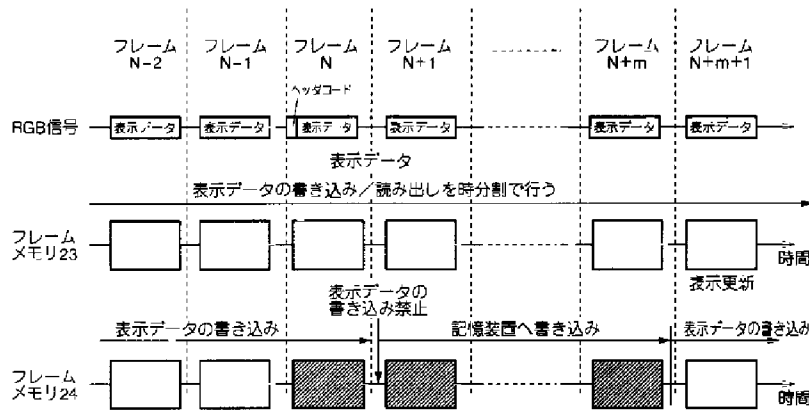 フレーム
N-2
フレーム
N-1
フレーム
N
フレーム
N+1
フレーム
N+m
フレーム
N+m+1
ヘッダコード
RGB信号
表示データ
表示データ
表示データ
表示データ
表示データ
表示データ
表示データ
表示データの書き込み/読み出しを時分割で行う
フレーム
メモリ23
時間
表示更新
表示データの
書き込み禁止
表示データの書き込み
記憶装置へ書き込み
表示データの書き込み
フレーム
メモリ24
時間